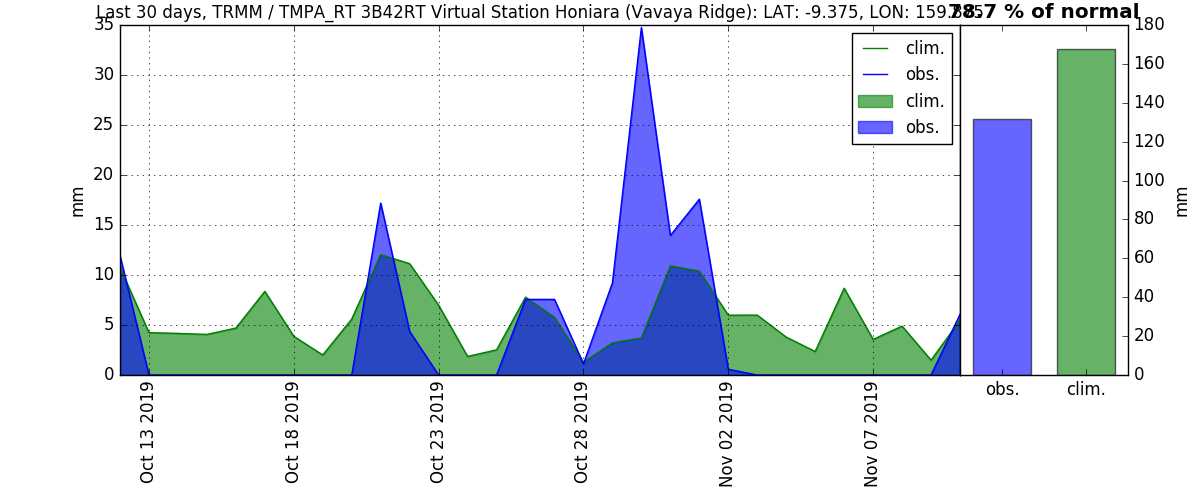 Last 30 days, TRMM / TMPA_RT 3B42RT Virtual Station Honiara (Vavaya Ridge): LAT: -9.375, LON:
78.7 % of normal
35
30
25
20
15
10
5
0
mm
clim.
obs.
clim.
obs.
180
160
140
120
100
80
60
40
20
0
mm
obs.
clim.
Oct 13 2019
Oct 18 2019
Oct 23 2019
Oct 28 2019
Nov 02 2019
Nov 07 2019